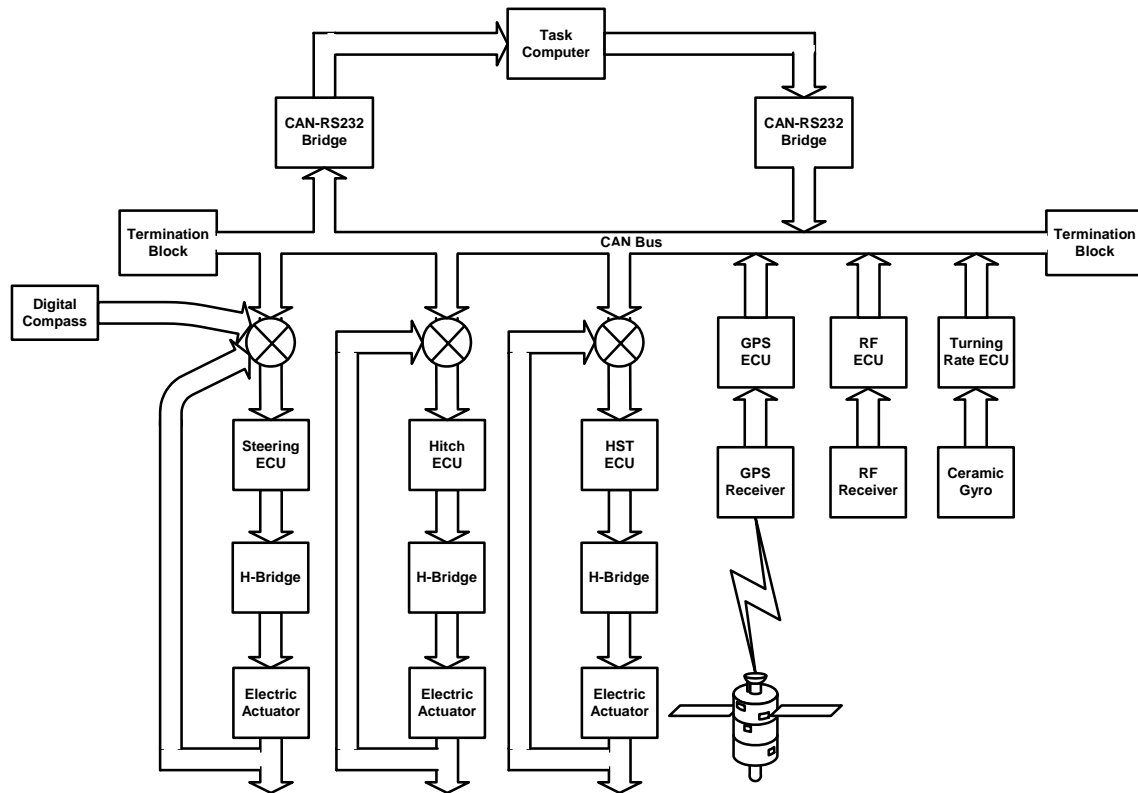 Task
Computer
CAN-RS232
Bridge
CAN-RS232
Bridge
Termination
Block
CAN Bus
Termination
Block
Digital
Compass
GPS
ECU
RF
ECU
Turning
Rate ECU
Steering
ECU
Hitch
ECU
HST
ECU
GPS
Receiver
RF
Receiver
Ceramic
Gyro
H-Bridge
H-Bridge
H-Bridge
Electric
Actuator
Electric
Actuator
Electric
Actuator